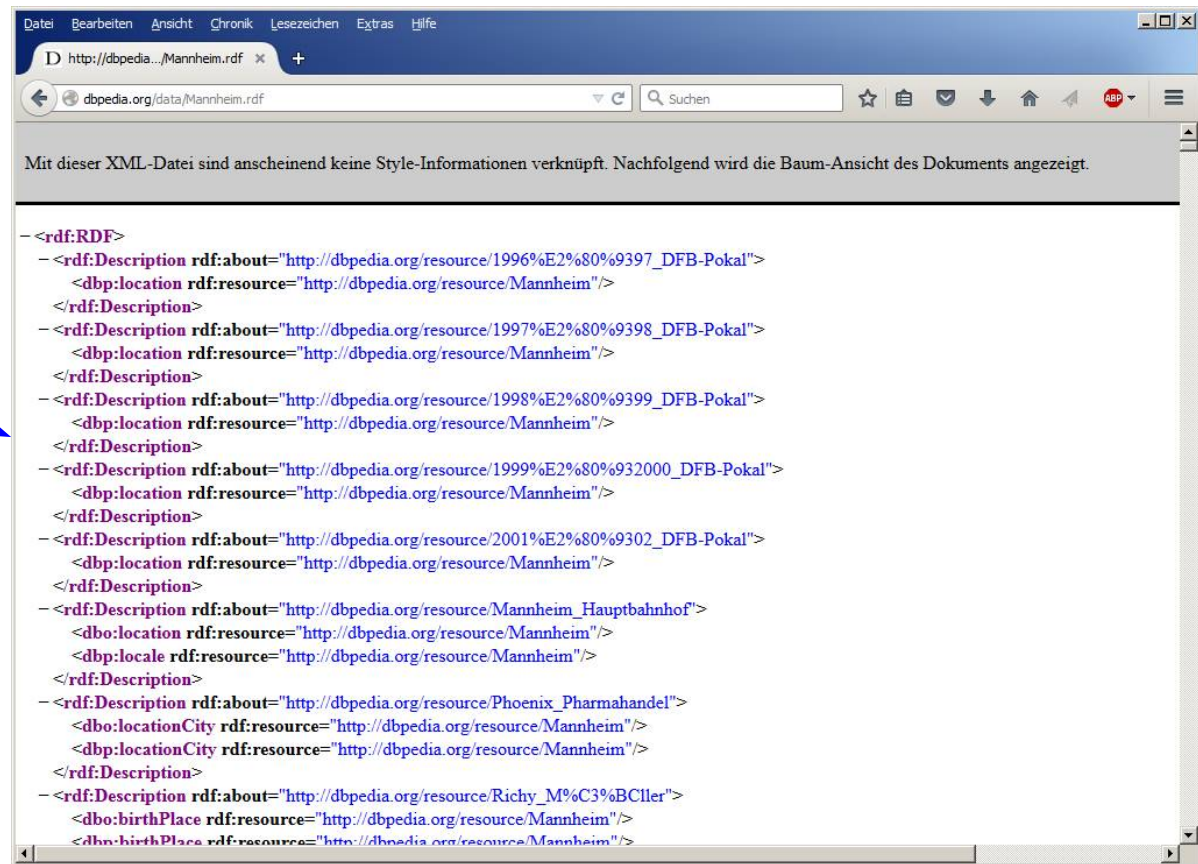 Datei Bearbeiten Ansicht Chronik Lesezeichen Extras Hilfe
D http://dbpedia.../Mannheim.rdf × +
dbpedia.org/data/Mannheim.rdf Suchen ABP
Mit dieser XML-Datei sind anscheinend keine Style-Informationen verknüpft. Nachfolgend wird die Baum-Ansicht des Dokuments angezeigt.
−<rdf:RDF>
−<rdf:Description rdf:about="http://dbpedia.org/resource/1996%E2%80%9397_DFB-Pokal">
<dbp:location rdf:resource="http://dbpedia.org/resource/Mannheim"/>
</rdf:Description>
−<rdf:Description rdf:about="http://dbpedia.org/resource/1997%E2%80%9398_DFB-Pokal">
<dbp:location rdf:resource="http://dbpedia.org/resource/Mannheim"/>
</rdf:Description>
−<rdf:Description rdf:about="http://dbpedia.org/resource/1998%E2%80%9399_DFB-Pokal">
<dbp:location rdf:resource="http://dbpedia.org/resource/Mannheim"/>
</rdf:Description>
−<rdf:Description rdf:about="http://dbpedia.org/resource/1999%E2%80%932000_DFB-Pokal">
<dbp:location rdf:resource="http://dbpedia.org/resource/Mannheim"/>
</rdf:Description>
−<rdf:Description rdf:about="http://dbpedia.org/resource/2001%E2%80%9302_DFB-Pokal">
<dbp:location rdf:resource="http://dbpedia.org/resource/Mannheim"/>
</rdf:Description>
−<rdf:Description rdf:about="http://dbpedia.org/resource/Mannheim_Hauptbahnhof">
<dbo:location rdf:resource="http://dbpedia.org/resource/Mannheim"/>
<dbp:locale rdf:resource="http://dbpedia.org/resource/Mannheim"/>
</rdf:Description>
−<rdf:Description rdf:about="http://dbpedia.org/resource/Phoenix_Pharmahandel">
<dbo:locationCity rdf:resource="http://dbpedia.org/resource/Mannheim"/>
<dbp:locationCity rdf:resource="http://dbpedia.org/resource/Mannheim"/>
</rdf:Description>
−<rdf:Description rdf:about="http://dbpedia.org/resource/Richy_M%C3%BCller">
<dbo:birthPlace rdf:resource="http://dbpedia.org/resource/Mannheim"/>
<dbp:birthPlace rdf:resource="http://dbpedia.org/resource/Mannheim"/>